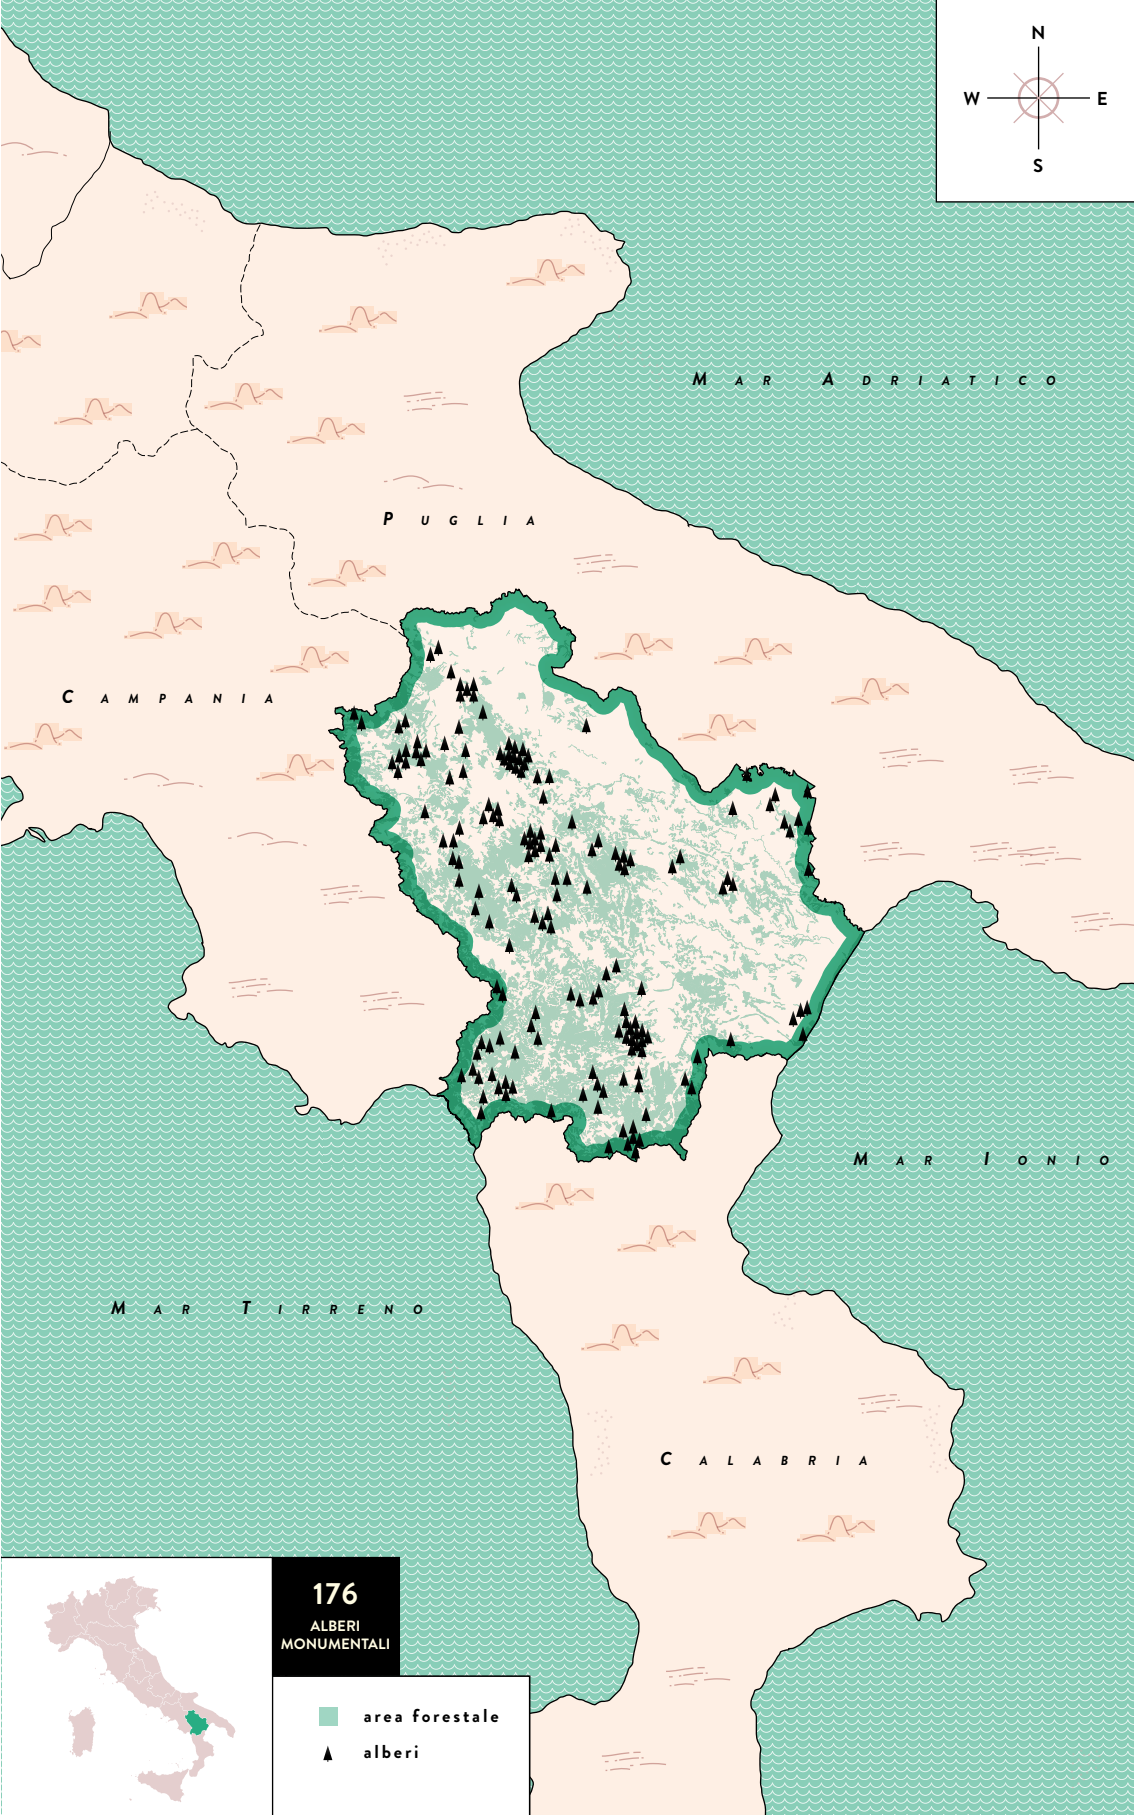 N
W E
S
MAR ADRIATICO
PUGLIA
CAMPANIA
MAR IONIO
MAR TIRRENO
CALABRIA
176
ALBERI
MONUMENTALI
area forestale
alberi